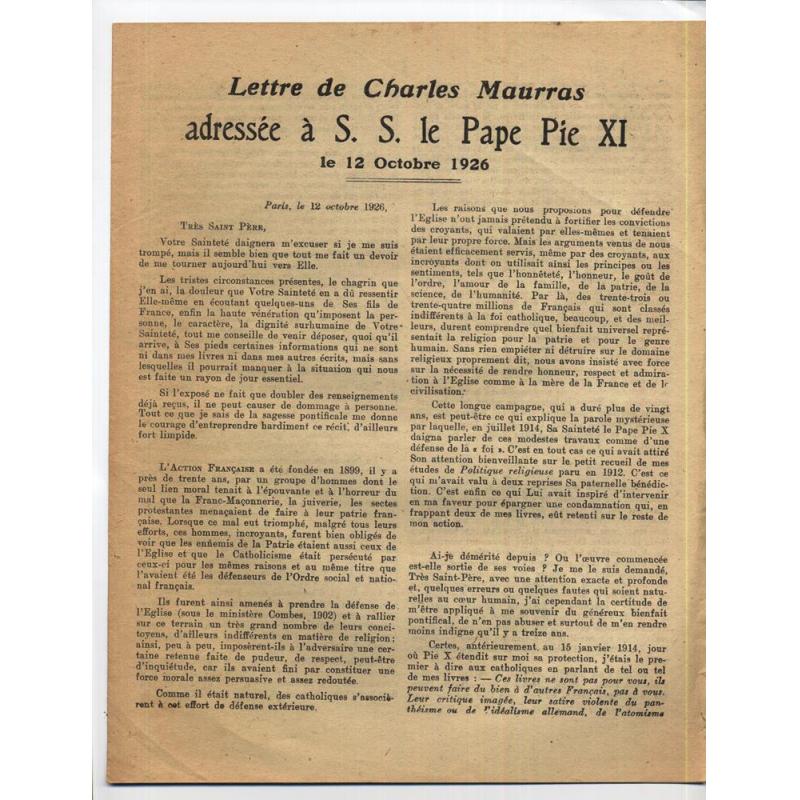 Lettre de Charles Maurras
adressée à S. S. le Pape Pie XI
le 12 Octobre 1926
Paris, le 12 octobre 1926,
TRÈS SAINT PÈRE,
Votre Sainteté daignera m'excuser si je me suis
trompé, mais il semble bien que tout me fait un devoir
de me tourner aujourd'hui vers Elle.
Les tristes circonstances présentes, le chagrin que
j'en ai, la douleur que Votre Sainteté en a dû ressentir
Elle-même en écoutant quelques-uns de Ses fils de
France, enfin la haute vénération qu'imposent la per-
sonne, le caractère, la dignité surhumaine de Votre
Sainteté, tout me conseille de venir déposer, quoi qu'il
arrive, à Ses pieds certaines informations qui ne sont
ni dans mes livres ni dans mes autres écrits, mais sans
lesquelles il pourrait manquer à la situation qui nous
est faite un rayon de jour essentiel.
Si l'exposé ne fait que doubler des renseignements
déjà reçus, il ne peut causer de dommage à personne.
Tout ce que je sais de la sagesse pontificale me donne
le courage d'entreprendre hardiment ce récit, d'ailleurs
fort limpide.
L'ACTION FRANÇAISE a été fondée en 1899, il y a
près de trente ans, par un groupe d'hommes dont le
seul lien moral tenait à l'épouvante et à l'horreur du
mal que la Franc-Maçonnerie, la juiverie, les sectes
protestantes menaçaient de faire à leur patrie fran-
çaise. Lorsque ce mal eut triomphé, malgré tous leurs
efforts, ces hommes, incroyants, furent bien obligés de
voir que les ennemis de la Patrie étaient aussi ceux de
l'Eglise et que le Catholicisme était persécuté par
ceux-ci pour les mêmes raisons et au même titre que
l'avaient été les défenseurs de l'Ordre social et natio-
nal français.
Ils furent ainsi amenés à prendre la défense de
l'Eglise (sous le ministère Combes, 1902) et à rallier
sur ce terrain un très grand nombre de leurs conci-
toyens, d'ailleurs indifférents en matière de religion ;
ainsi, peu à peu, imposèrent-ils à l'adversaire une cer-
taine retenue faite de pudeur, de respect, peut-être
d'inquiétude, car ils avaient fini par constituer une
force morale assez persuasive et assez redoutée.
Comme il était naturel, des catholiques s'associè-
rent à cet effort de défense extérieure.
Les raisons que nous proposions pour défendre
l'Eglise n'ont jamais prétendu à fortifier les convictions
des croyants, qui valaient par elles-mêmes et tenaient
par leur propre force. Mais les arguments venus de nous
étaient efficacement servis, même par des croyants, aux
incroyants dont on utilisait ainsi les principes ou les
sentiments, tels que l'honnêteté, l'honneur, le goût de
l'ordre, l'amour de la famille, de la patrie, de la
science, de l'humanité. Par là, des trente-trois ou
trente-quatre millions de Français qui sont classés
indifférents à la foi catholique, beaucoup, et des meil-
leurs, durent comprendre quel bienfait universel repré-
sentait la religion pour la patrie et pour le genre
humain. Sans rien empiéter ni détruire sur le domaine
religieux proprement dit, nous avons insisté avec force
sur la nécessité de rendre honneur, respect et admira-
tion à l'Eglise comme à la mère de la France et de la
civilisation.
Cette longue campagne, qui a duré plus de vingt
ans, est peut-être ce qui explique la parole mystérieuse
par laquelle, en juillet 1914, Sa Sainteté le Pape Pie X
daigna parler de ces modestes travaux comme d'une
défense de la « foi ». C'est en tout cas ce qui avait attiré
Son attention bienveillante sur le petit recueil de mes
études de Politique religieuse paru en 1912. C'est ce
qui m'avait valu à deux reprises Sa paternelle bénédic-
tion. C'est enfin ce qui Lui avait inspiré d'intervenir
en ma faveur pour épargner une condamnation qui, en
frappant deux de mes livres, eût retenti sur le reste de
mon action.
Ai-je démérité depuis ? Ou l'œuvre commencée
est-elle sortie de ses voies ? Je me le suis demandé,
Très Saint-Père, avec une attention exacte et profonde
et, quelques erreurs ou quelques fautes qui soient natu-
relles au cœur humain, j'ai cependant la certitude de
m'être appliqué à me souvenir du généreux bienfait
pontifical, de n'en pas abuser et surtout de m'en rendre
moins indigne qu'il y a treize ans.
Certes, antérieurement au 15 janvier 1914, jour
où Pie X étendit sur moi sa protection, j'étais le pre-
mier à dire aux catholiques en parlant de tel ou tel
de mes livres : — Ces livres ne sont pas pour vous, ils
peuvent faire du bien à d'autres Français, pas à vous.
Leur critique imagée, leur satire violente du pan-
théisme ou de l'idéalisme allemand, de l'atomisme